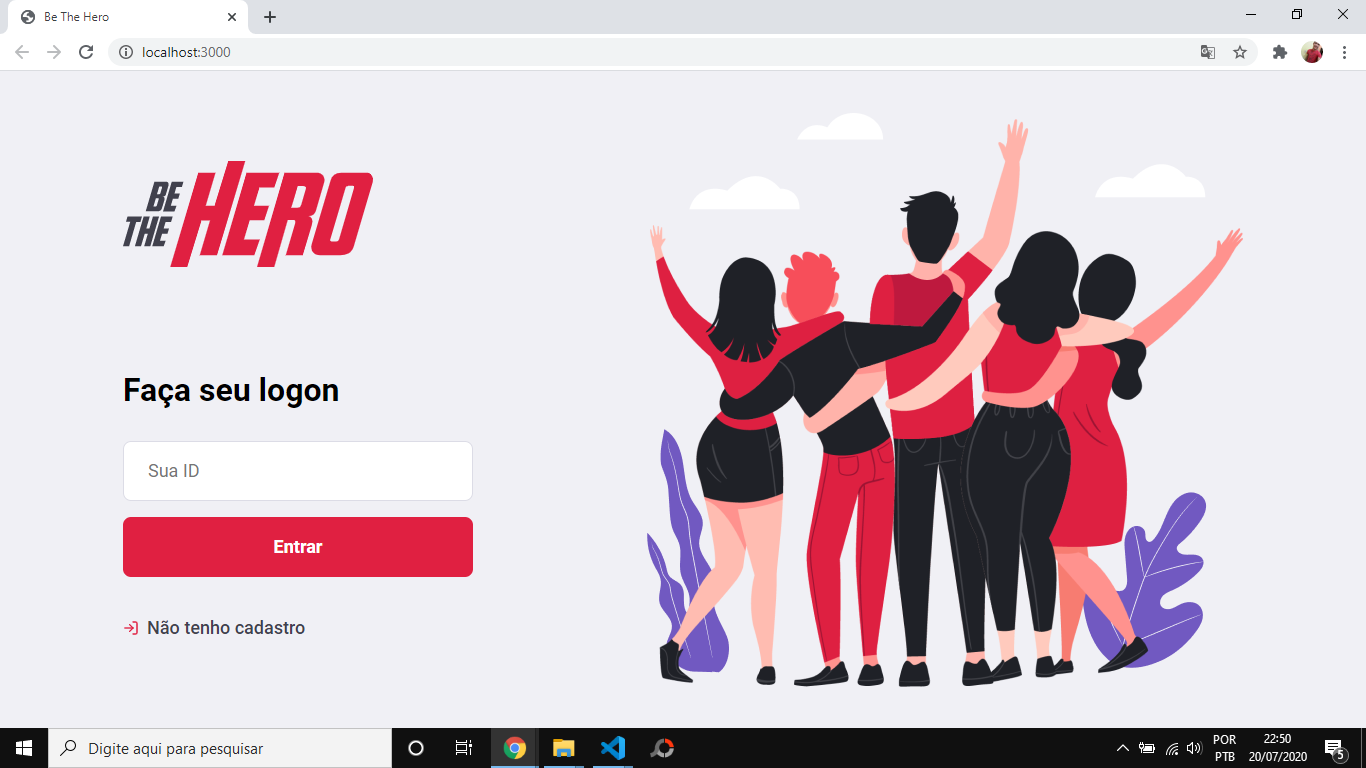 Be The Hero
localhost:3000
BE
THE
HERO
Faça seu logon
Sua ID
Entrar
Não tenho cadastro
Digite aqui para pesquisar
POR
PTB
22:50
20/07/2020
5